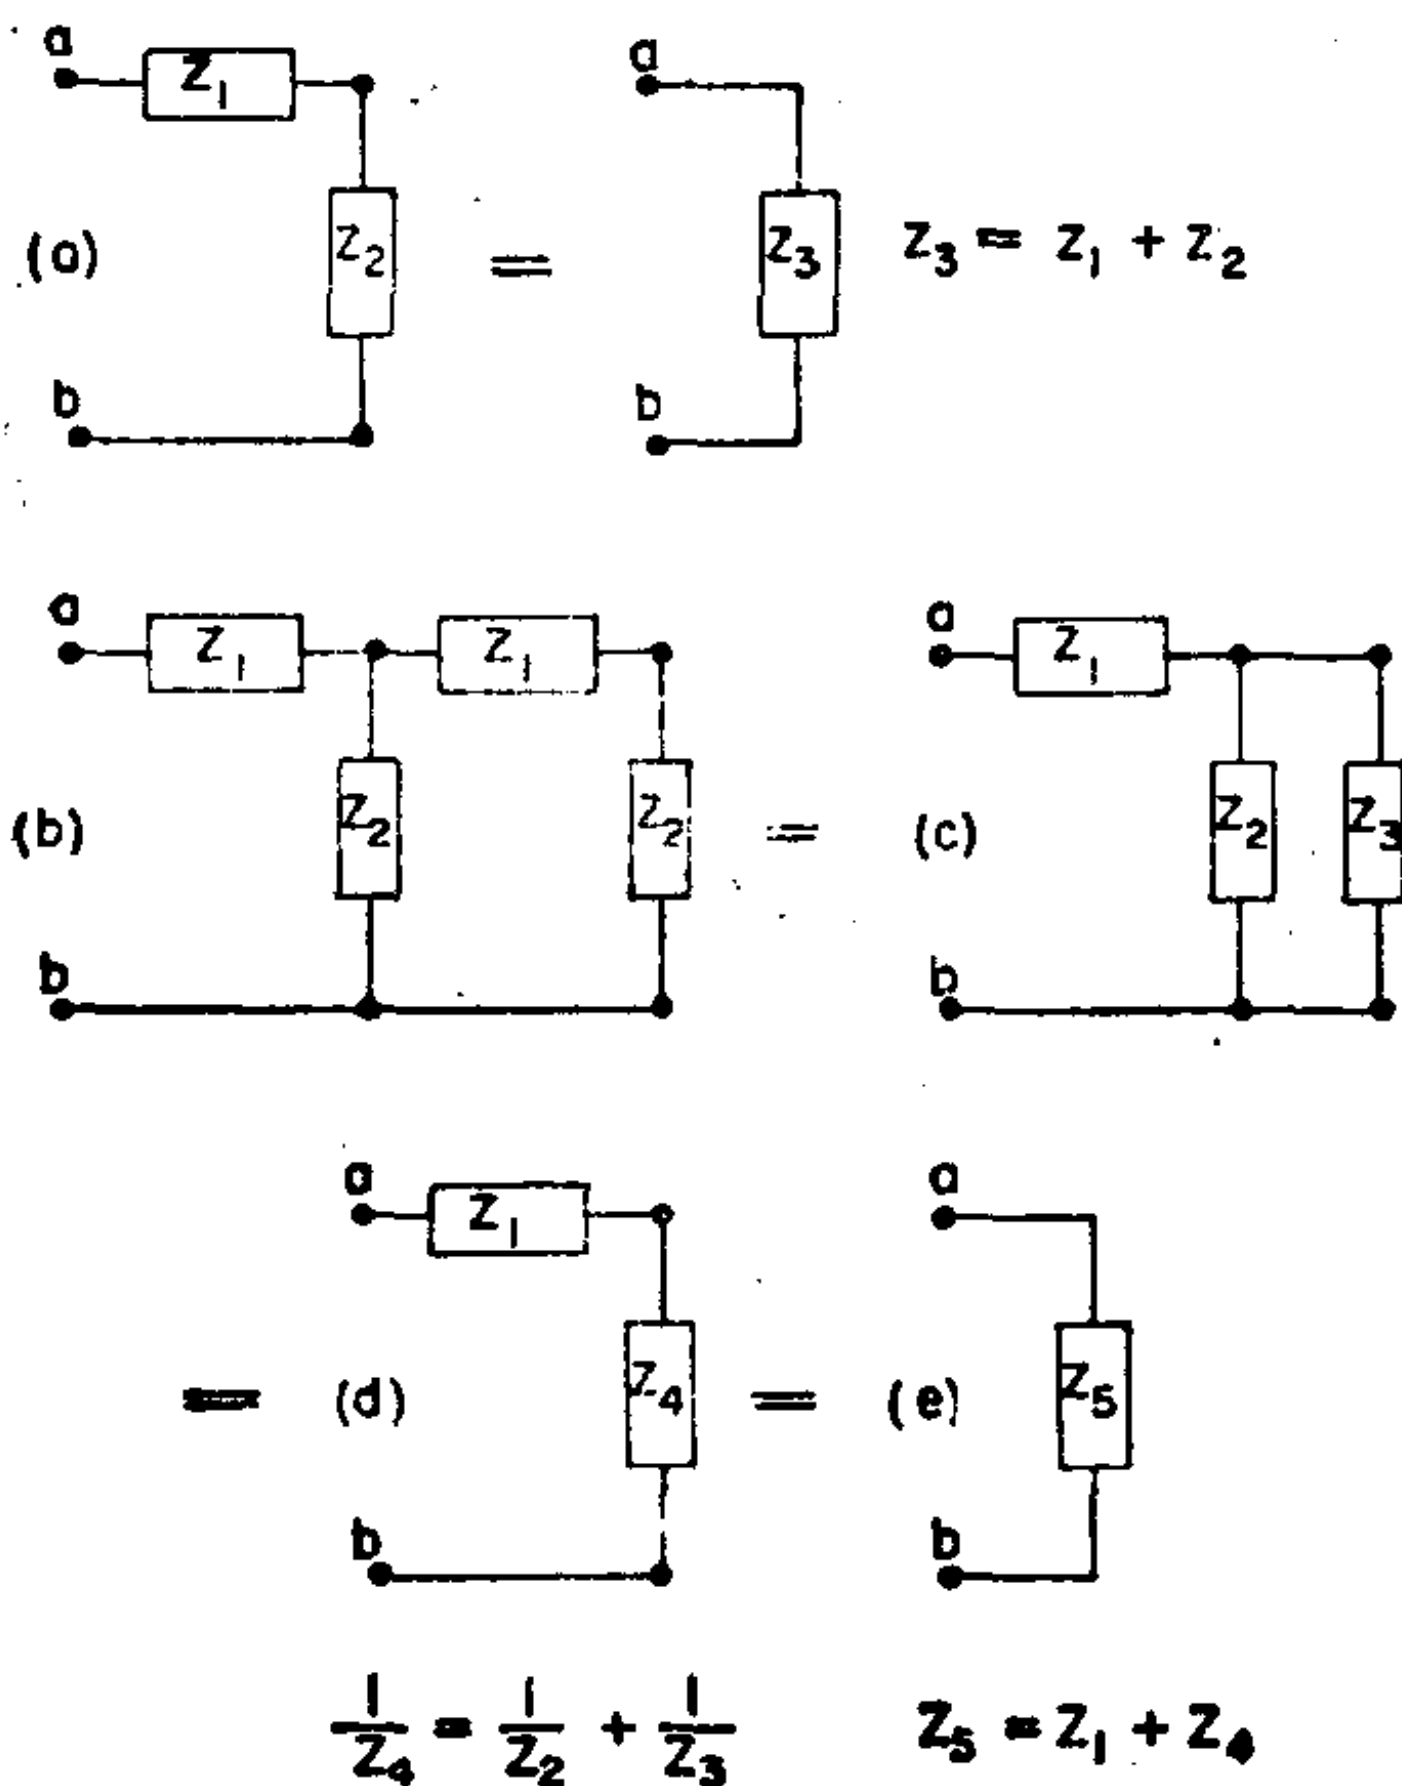 a Z₁ a
(a) Z₂ = Z₃ Z₃ = Z₁ + Z₂
b b
a Z₁ Z₁ a Z₁
(b) Z₂ Z₂ = (c) Z₂ Z₃
b b
a Z₁ a
= (d) Z₄ = (e) Z₅
b b
1/Z₄ = 1/Z₂ + 1/Z₃ Z₅ = Z₁ + Z₄